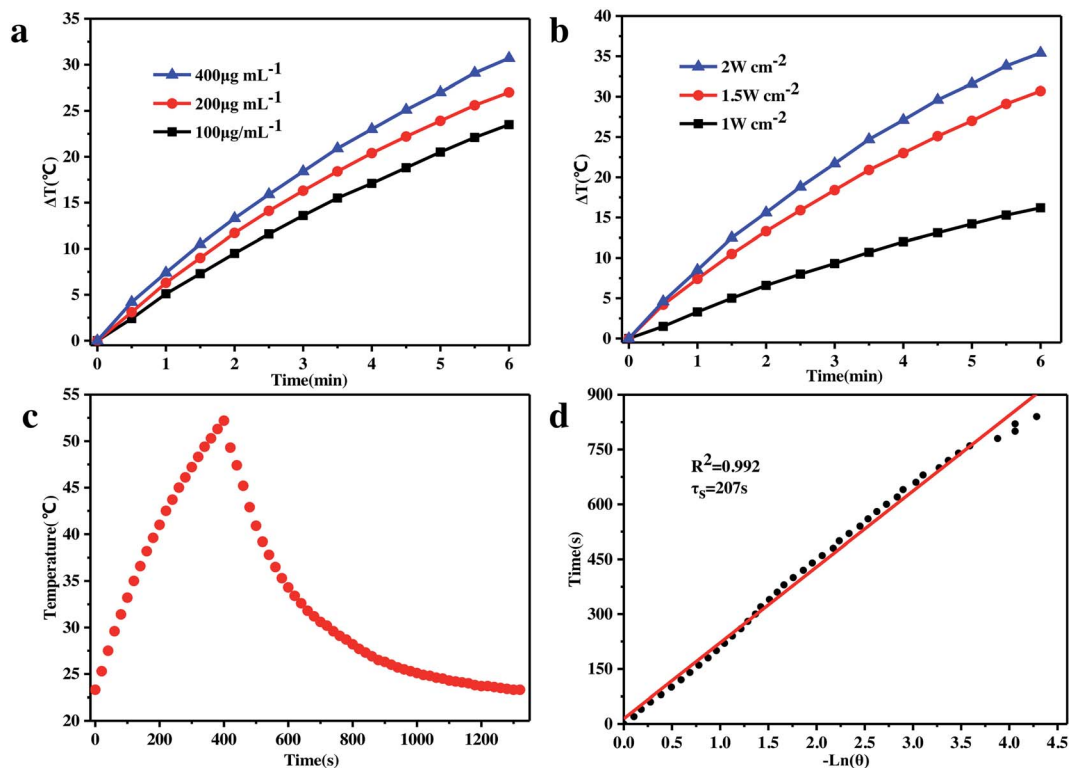 a
35
30
25
20
15
10
5
0
ΔT(℃)
400μg mL-1
200μg mL-1
100μg/mL-1
0 1 2 3 4 5 6
Time(min)
b
40
35
30
25
20
15
10
5
0
ΔT(℃)
2W cm-2
1.5W cm-2
1W cm-2
0 1 2 3 4 5 6
Time(min)
c
55
50
45
40
35
30
25
20
Temperature(℃)
0 200 400 600 800 1000 1200
Time(s)
d
900
750
600
450
300
150
0
Time(s)
R2=0.992
τs=207s
0.0 0.5 1.0 1.5 2.0 2.5 3.0 3.5 4.0 4.5
-Ln(θ)